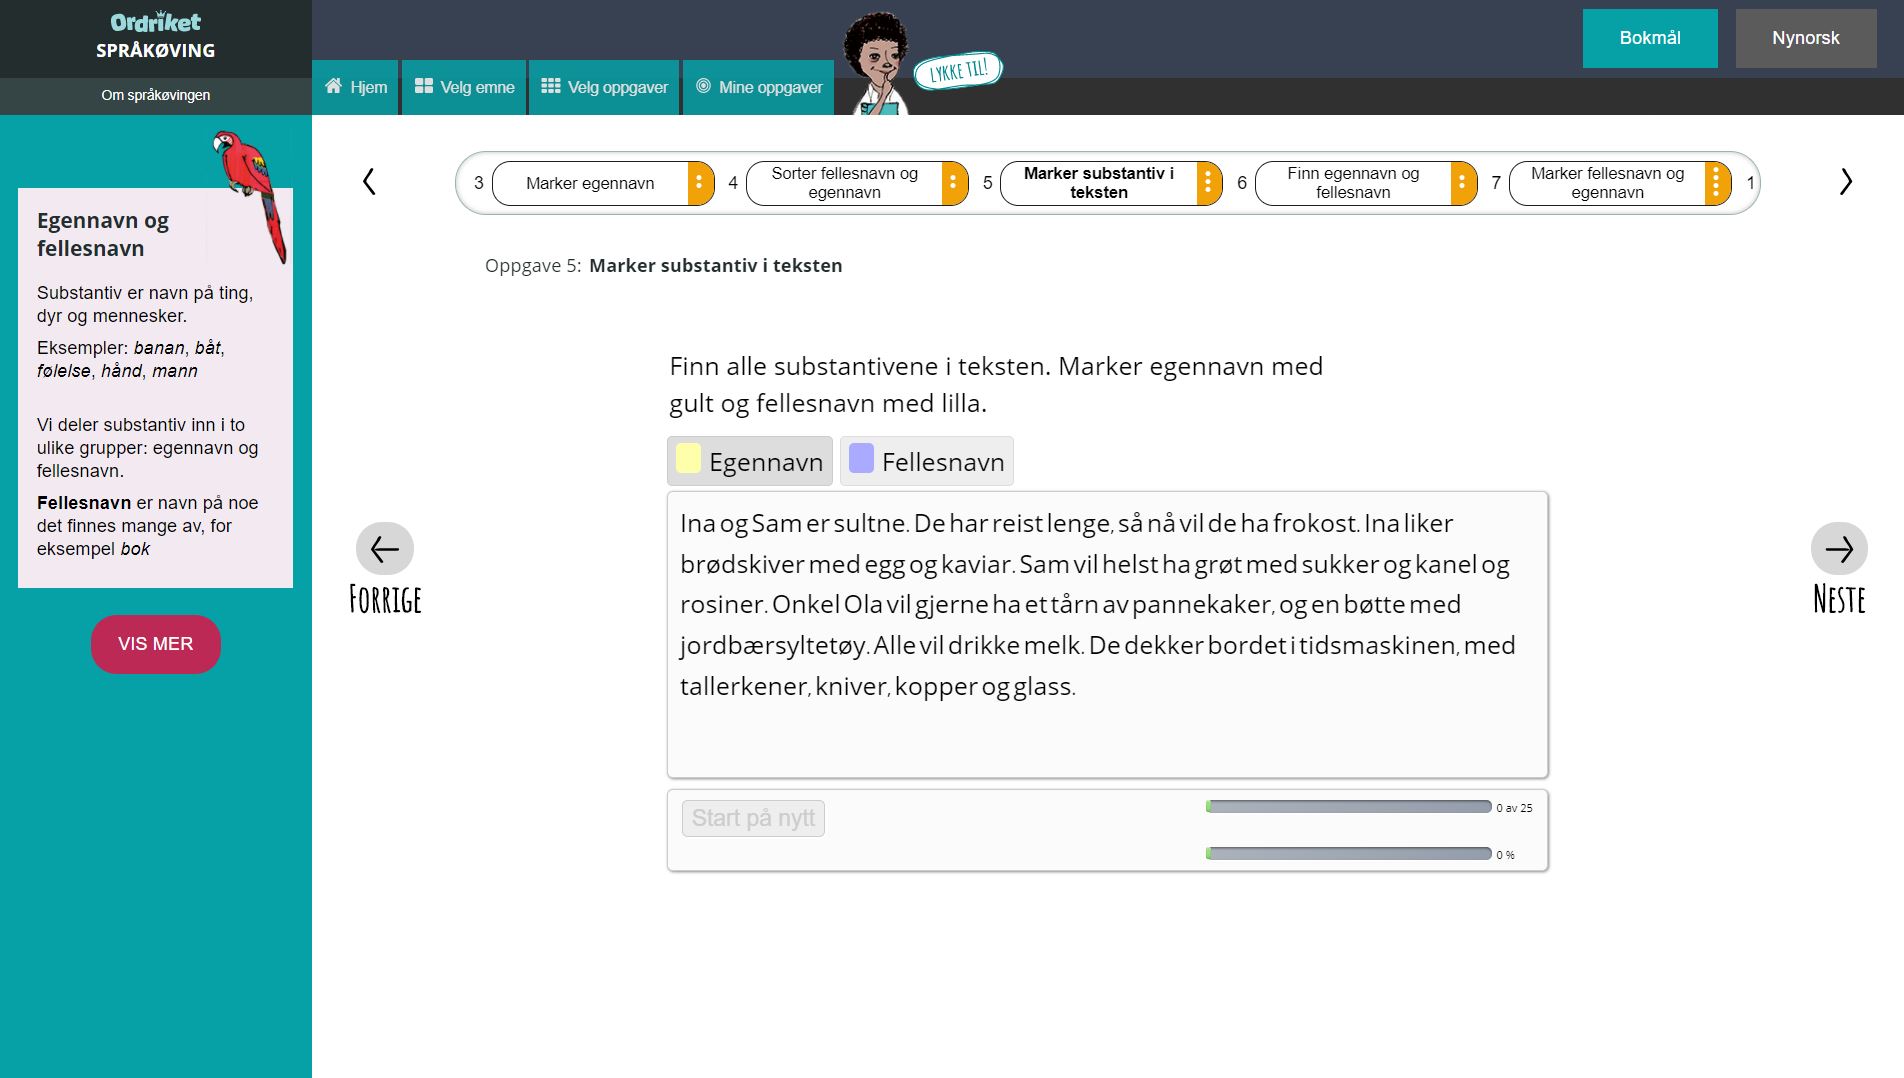 Ordriket
SPRÅKØVING
Om språkøvingen
Hjem
Velg emne
Velg oppgaver
Mine oppgaver
LYKKE TIL!
Bokmål
Nynorsk
Egennavn og
fellesnavn
Substantiv er navn på ting,
dyr og mennesker.
Eksempler: banan, båt,
følelse, hånd, mann
Vi deler substantiv inn i to
ulike grupper: egennavn og
fellesnavn.
Fellesnavn er navn på noe
det finnes mange av, for
eksempel bok
VIS MER
3
Marker egennavn
4
Sorter fellesnavn og
egennavn
5
Marker substantiv i
teksten
6
Finn egennavn og
fellesnavn
7
Marker fellesnavn og
egennavn
1
Oppgave 5: Marker substantiv i teksten
Finn alle substantivene i teksten. Marker egennavn med
gult og fellesnavn med lilla.
Egennavn
Fellesnavn
Ina og Sam er sultne. De har reist lenge, så nå vil de ha frokost. Ina liker
brødskiver med egg og kaviar. Sam vil helst ha grøt med sukker og kanel og
rosiner. Onkel Ola vil gjerne ha et tårn av pannekaker, og en bøtte med
jordbærsyltetøy. Alle vil drikke melk. De dekker bordet i tidsmaskinen, med
tallerkener, kniver, kopper og glass.
Start på nytt
0 av 25
0 %
FORRIGE
NESTE